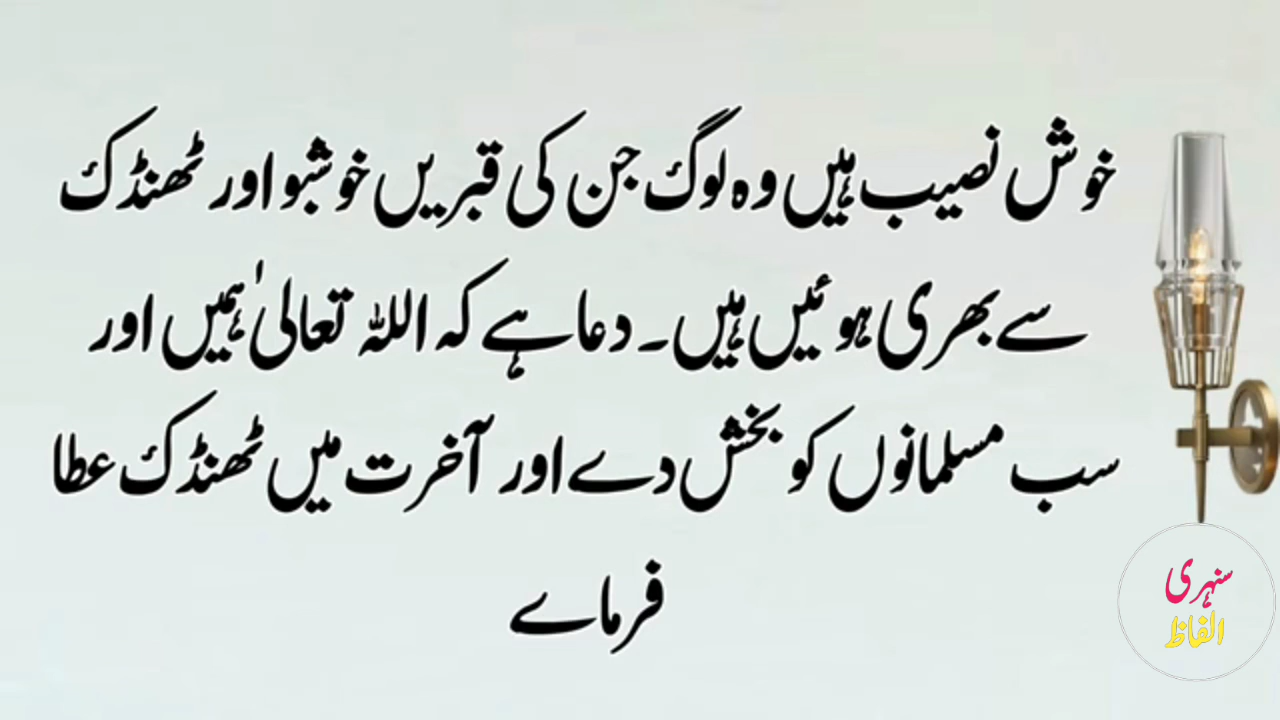 خوش نصیب ہیں وہ لوگ جن کی قبریں خوشبو اور ٹھنڈک
سے بھری ہوئیں ہیں۔ دعا ہے کہ اللہ تعالیٰ ہمیں اور
سب مسلمانوں کو بخش دے اور آخرت میں ٹھنڈک عطا
فرماے
سنہری
الفاظ